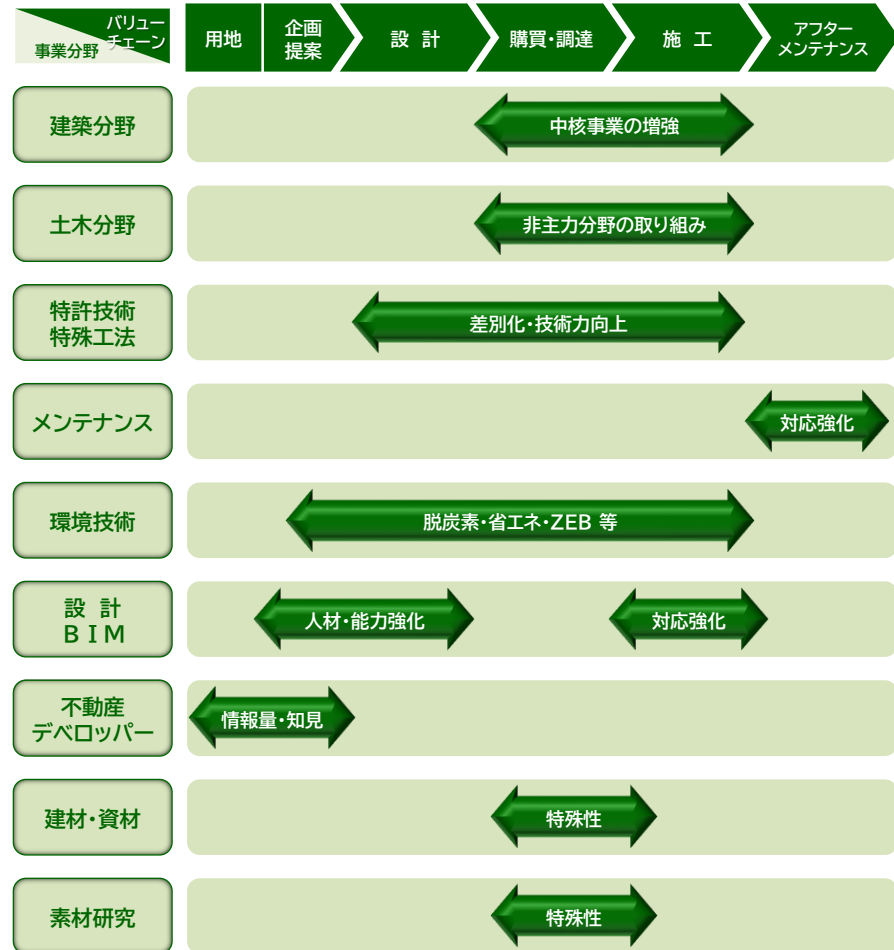 バリュー
チェーン
事業分野
用地
企画
提案
設 計
購買・調達
施 工
アフター
メンテナンス
建築分野
中核事業の増強
土木分野
非主力分野の取り組み
特許技術
特殊工法
差別化・技術力向上
メンテナンス
対応強化
環境技術
脱炭素・省エネ・ZEB 等
設 計
BIM
人材・能力強化
対応強化
不動産
デベロッパー
情報量・知見
建材・資材
特殊性
素材研究
特殊性